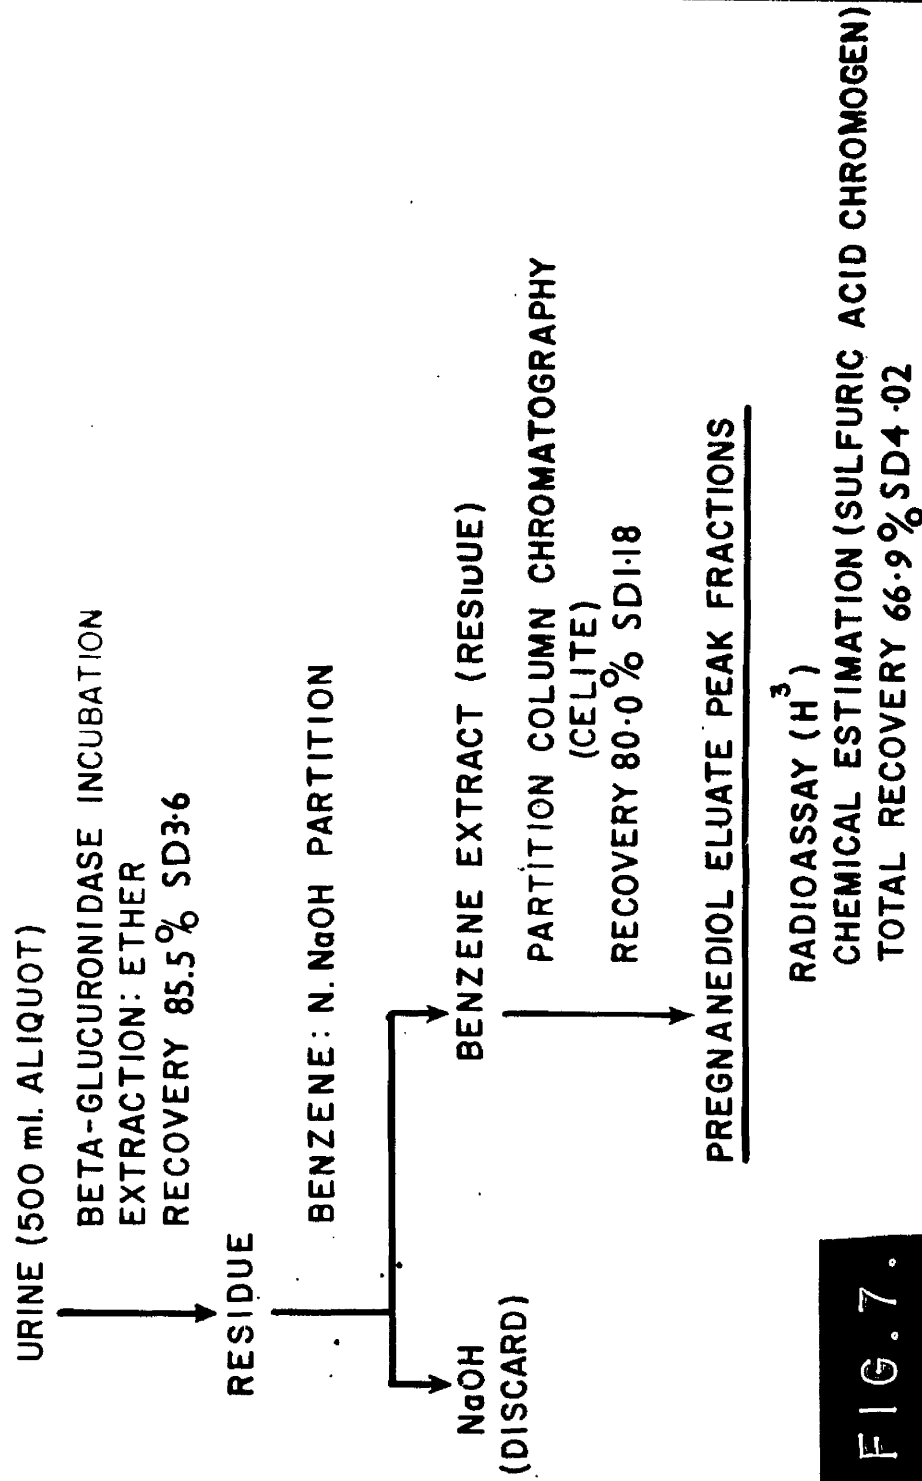 URINE (500 ml. ALIQUOT)
BETA-GLUCURONIDASE INCUBATION
EXTRACTION: ETHER
RECOVERY 85.5% SD3·6
RESIDUE
BENZENE: N. NaOH PARTITION
NaOH
(DISCARD)
BENZENE EXTRACT (RESIDUE)
PARTITION COLUMN CHROMATOGRAPHY
(CELITE)
RECOVERY 80·0% SD1·18
PREGNANEDIOL ELUATE PEAK FRACTIONS
RADIOASSAY (H³)
CHEMICAL ESTIMATION (SULFURIC ACID CHROMOGEN)
TOTAL RECOVERY 66·9% SD4·02
FIG. 7.